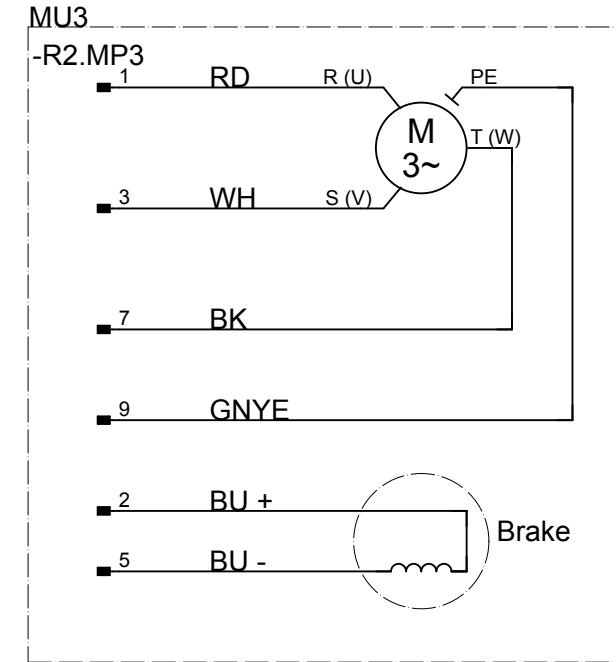 MU3
-R2.MP3
1 RD R (U) PE
M
3~
T (W)
3 WH S (V)
7 BK
9 GNYE
2 BU +
Brake
5 BU -